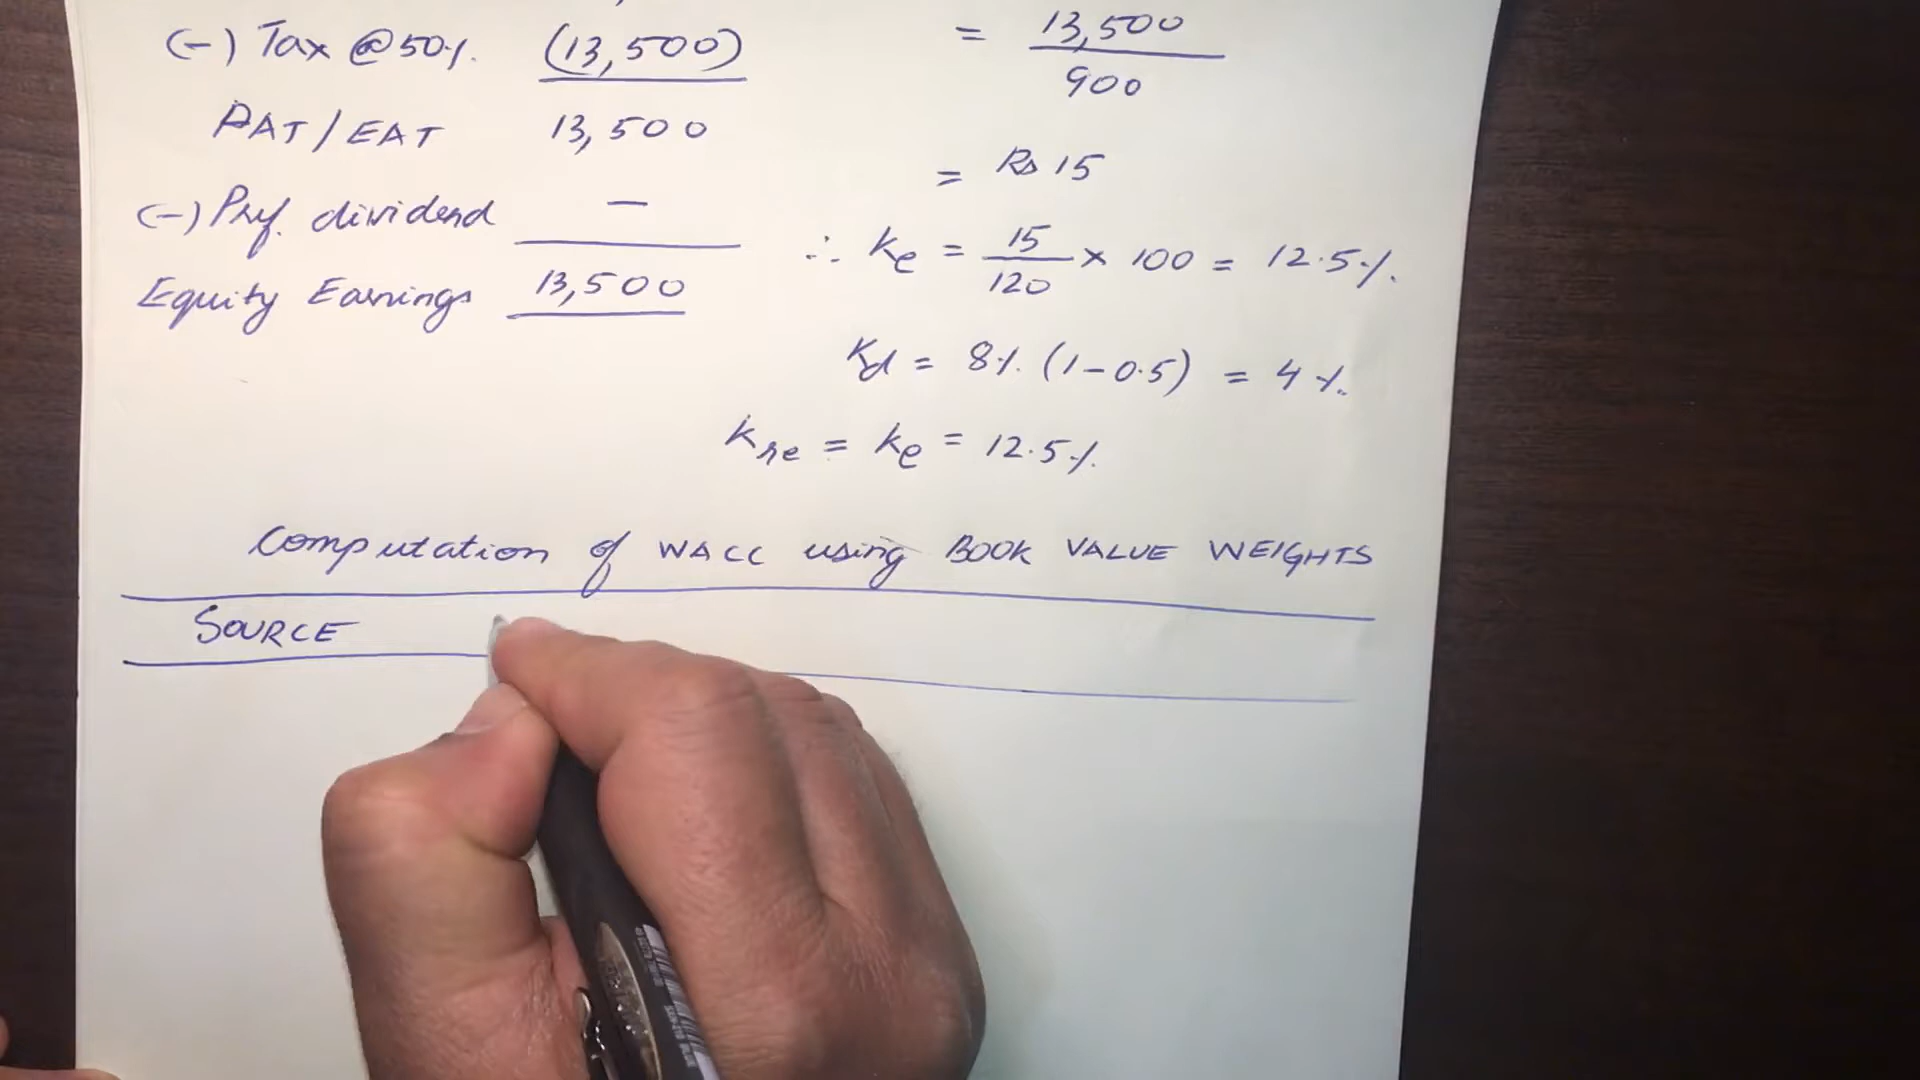 (-) Tax @ 50%. (13,500)
PAT / EAT 13,500
(-) Pref. dividend —
Equity Earnings 13,500
= 13,500
900
= Rs 15
∴ Ke = 15/120 × 100 = 12.5%.
Kd = 8%. (1-0.5) = 4%.
Kre = Ke = 12.5%.
Computation of WACC using BOOK VALUE WEIGHTS
SOURCE